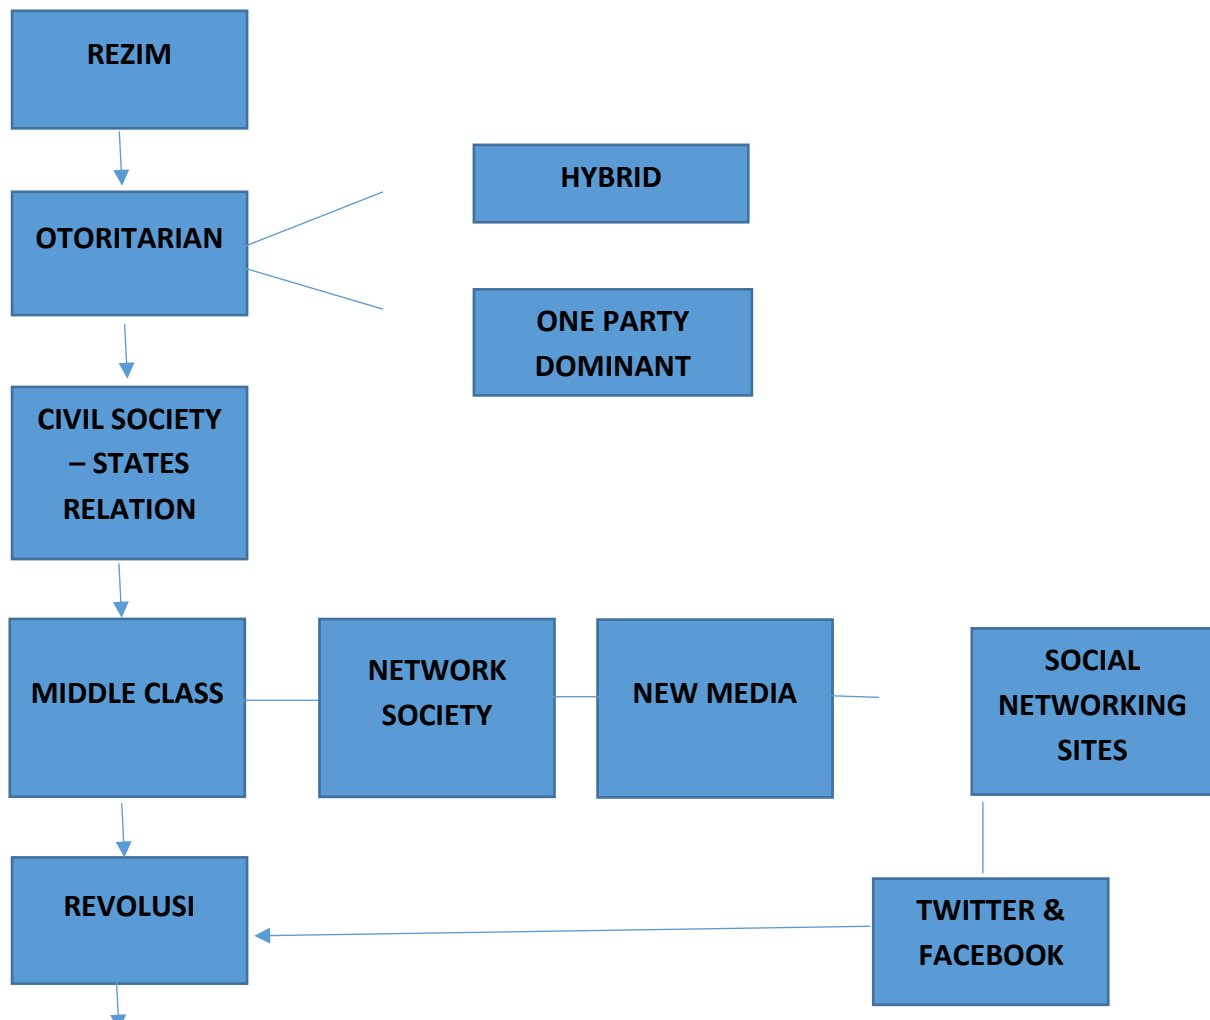 REZIM
HYBRID
OTORITARIAN
ONE PARTY
DOMINANT
CIVIL SOCIETY
– STATES
RELATION
MIDDLE CLASS
NETWORK
SOCIETY
NEW MEDIA
SOCIAL
NETWORKING
SITES
REVOLUSI
TWITTER &
FACEBOOK